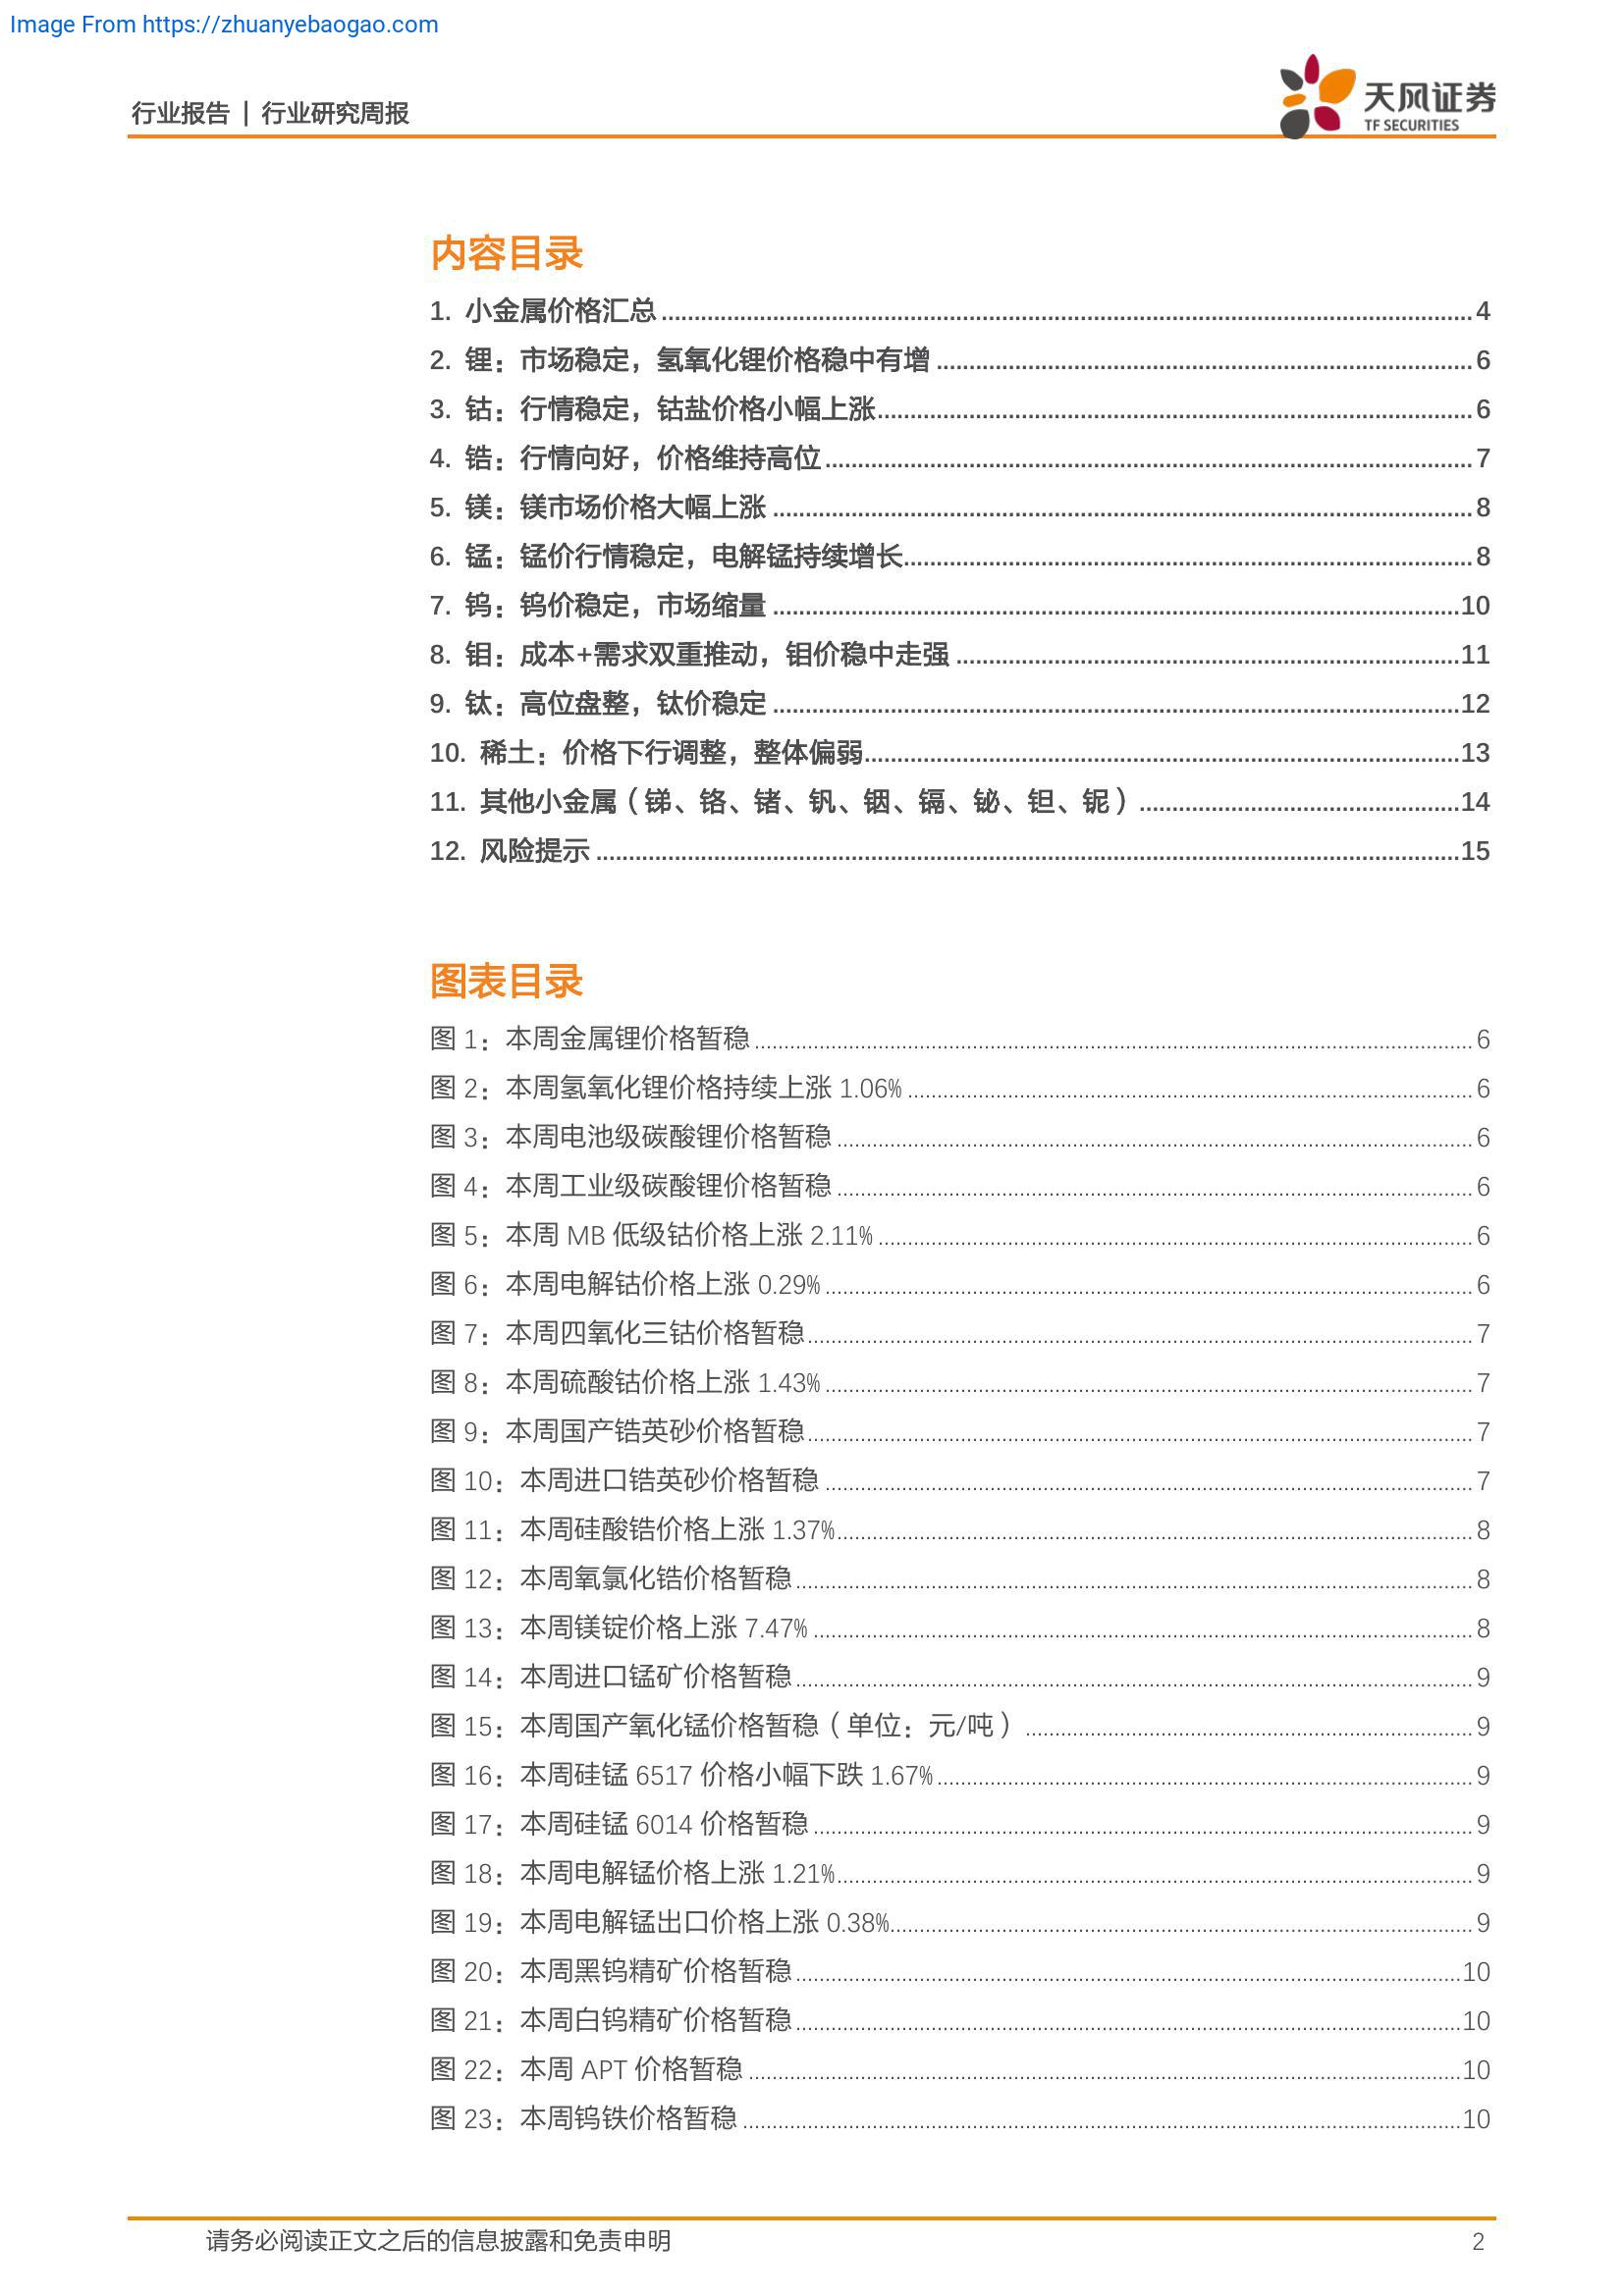 Image From https://zhuanyebaogao.com
行业报告 | 行业研究周报
天风证券
TF SECURITIES
内容目录
1. 小金属价格汇总 4
2. 锂：市场稳定，氢氧化锂价格稳中有增 6
3. 钴：行情稳定，钴盐价格小幅上涨 6
4. 锆：行情向好，价格维持高位 7
5. 镁：镁市场价格大幅上涨 8
6. 锰：锰价行情稳定，电解锰持续增长 8
7. 钨：钨价稳定，市场缩量 10
8. 钼：成本+需求双重推动，钼价稳中走强 11
9. 钛：高位盘整，钛价稳定 12
10. 稀土：价格下行调整，整体偏弱 13
11. 其他小金属（锑、铬、锗、钒、铟、镉、铋、钽、铌） 14
12. 风险提示 15
图表目录
图 1：本周金属锂价格暂稳 6
图 2：本周氢氧化锂价格持续上涨 1.06% 6
图 3：本周电池级碳酸锂价格暂稳 6
图 4：本周工业级碳酸锂价格暂稳 6
图 5：本周 MB 低级钴价格上涨 2.11% 6
图 6：本周电解钴价格上涨 0.29% 6
图 7：本周四氧化三钴价格暂稳 7
图 8：本周硫酸钴价格上涨 1.43% 7
图 9：本周国产锆英砂价格暂稳 7
图 10：本周进口锆英砂价格暂稳 7
图 11：本周硅酸锆价格上涨 1.37% 8
图 12：本周氧氯化锆价格暂稳 8
图 13：本周镁锭价格上涨 7.47% 8
图 14：本周进口锰矿价格暂稳 9
图 15：本周国产氧化锰价格暂稳（单位：元/吨） 9
图 16：本周硅锰 6517 价格小幅下跌 1.67% 9
图 17：本周硅锰 6014 价格暂稳 9
图 18：本周电解锰价格上涨 1.21% 9
图 19：本周电解锰出口价格上涨 0.38% 9
图 20：本周黑钨精矿价格暂稳 10
图 21：本周白钨精矿价格暂稳 10
图 22：本周 APT 价格暂稳 10
图 23：本周钨铁价格暂稳 10
请务必阅读正文之后的信息披露和免责申明 2